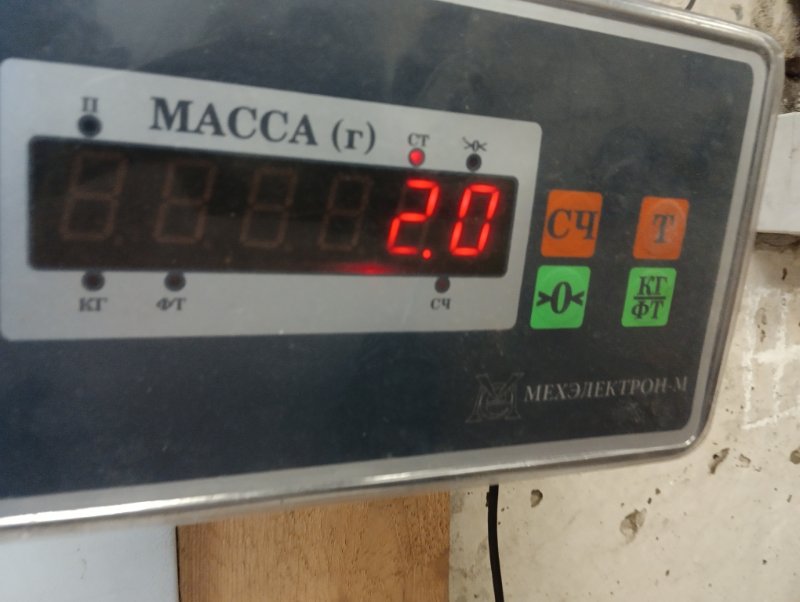 П
МАССА (г)
СТ
>0<
2.0
КГ
ФТ
СЧ
СЧ
Т
>0<
КГ
ФТ
МЕХЭЛЕКТРОН-М